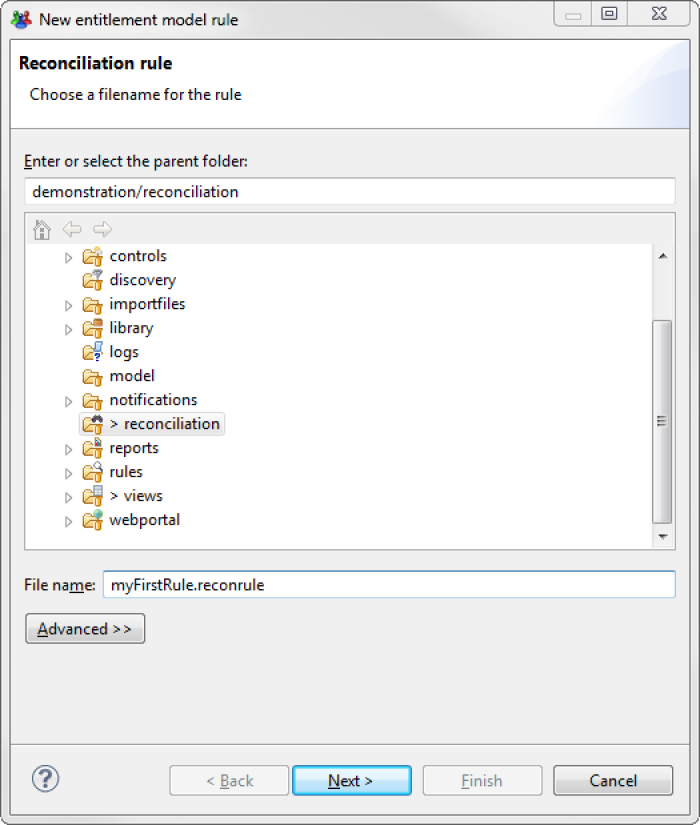 New entitlement model rule
Reconciliation rule
Choose a filename for the rule
Enter or select the parent folder:
demonstration/reconciliation
controls
discovery
importfiles
library
logs
model
notifications
> reconciliation
reports
rules
> views
webportal
File name: myFirstRule.reconrule
Advanced >>
< Back Next > Finish Cancel